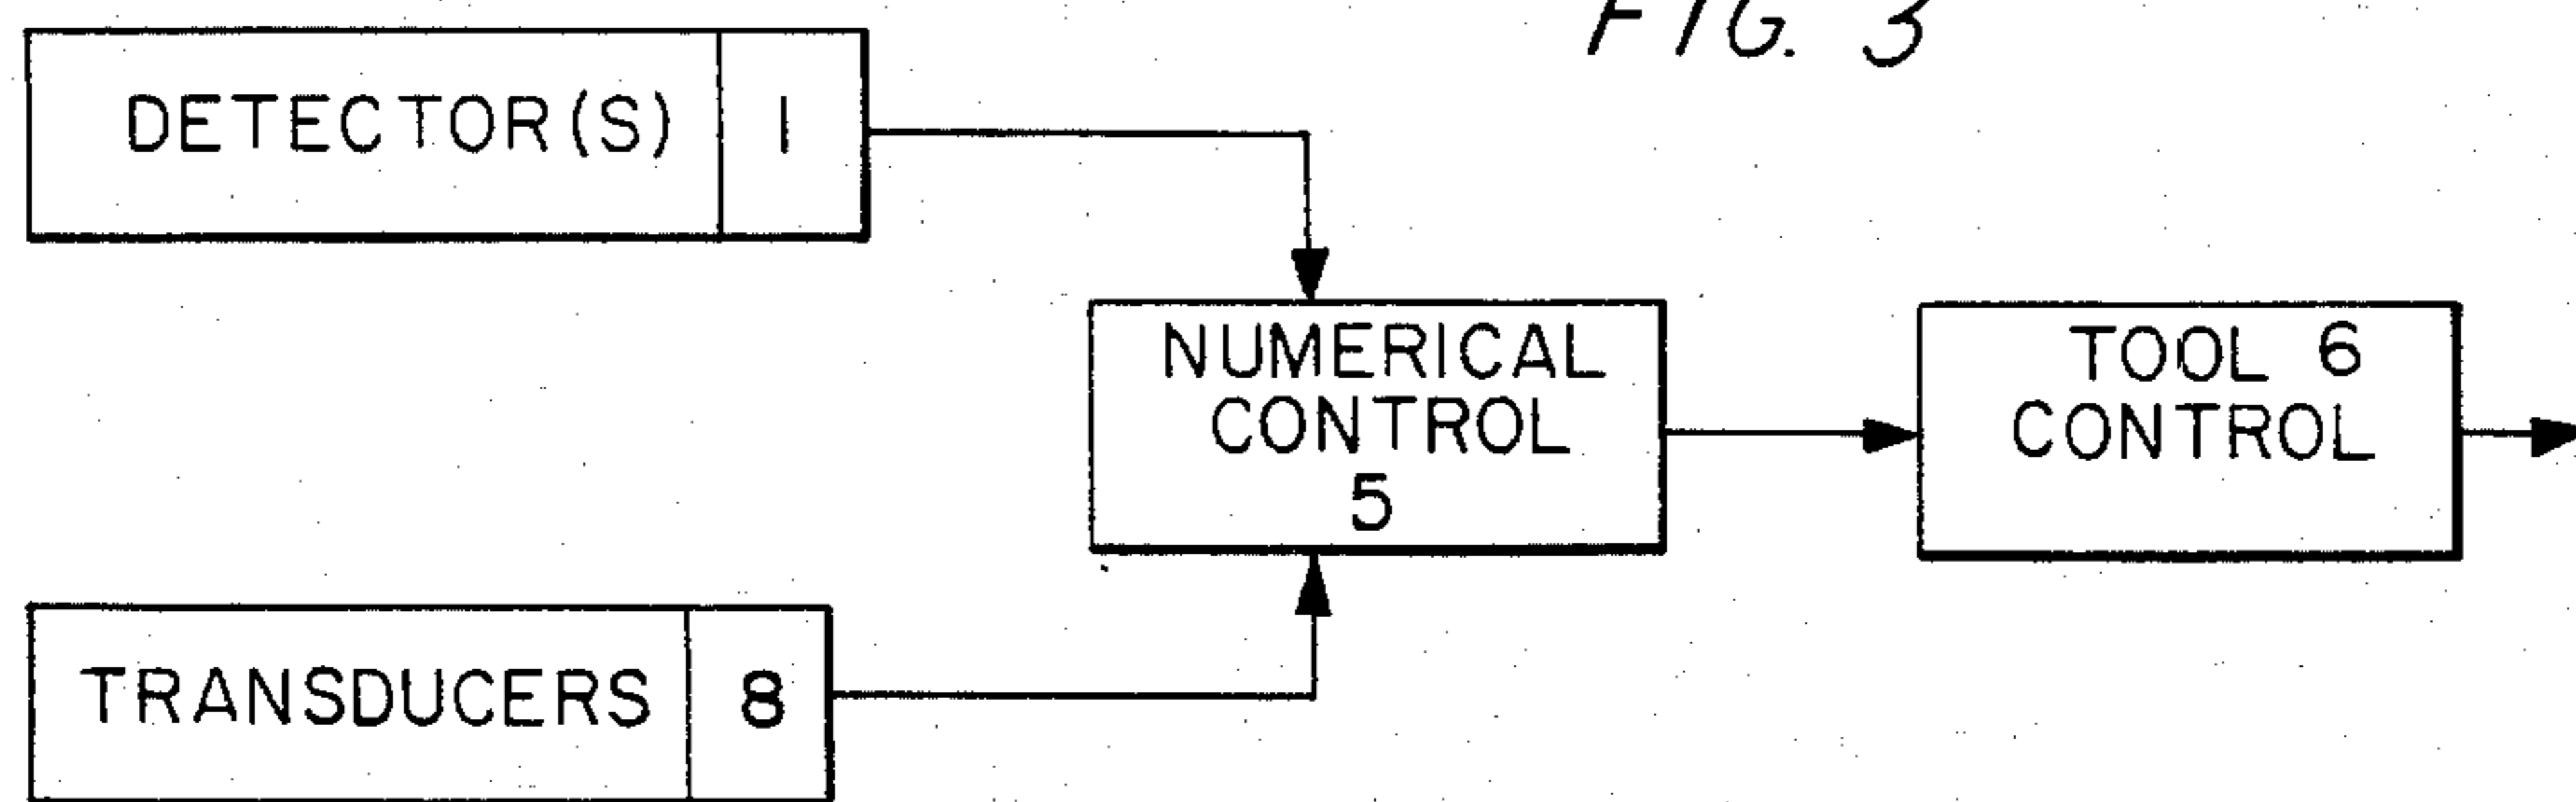 FIG. 3
DETECTOR(S) 1
NUMERICAL
CONTROL
5
TOOL 6
CONTROL
TRANSDUCERS 8